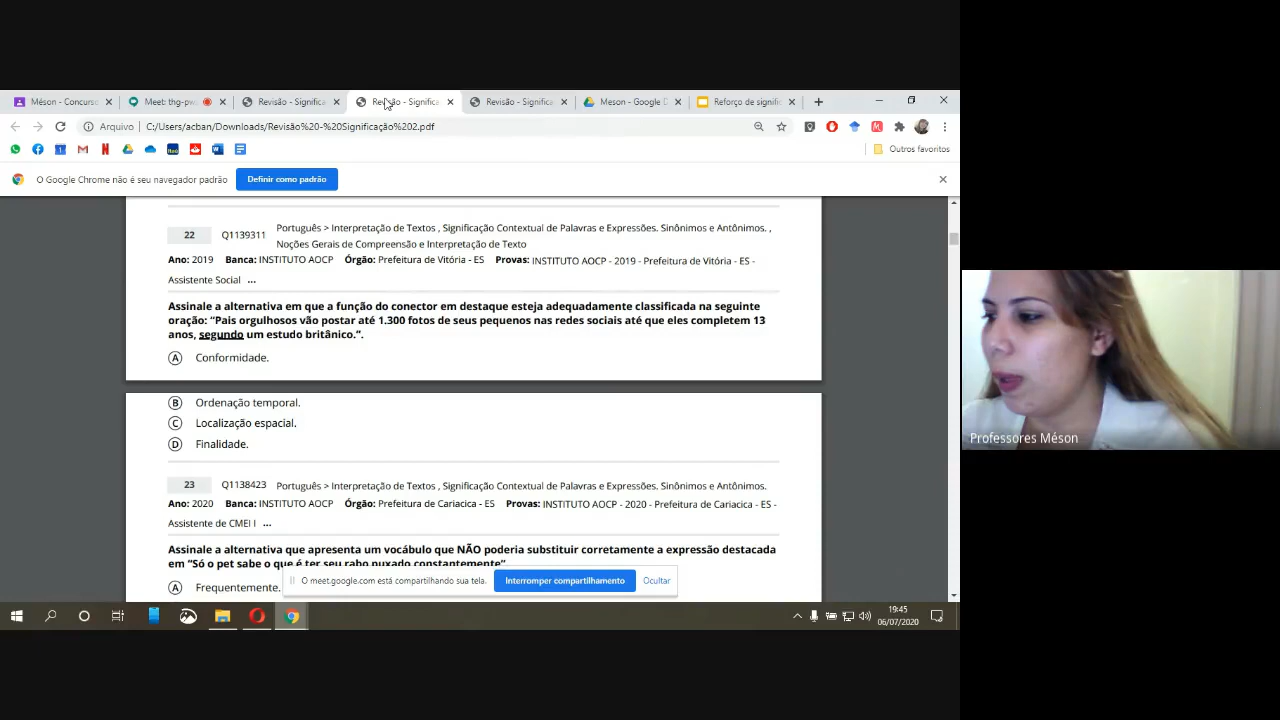 Méson - Concurso
Meet: thg-pw
Revisão - Significa
Revisão - Significa
Revisão - Significa
Meson - Google D
Reforço de signific
Arquivo
C:/Users/acban/Downloads/Revisão%20-%20Significação%202.pdf
Outros favoritos
O Google Chrome não é seu navegador padrão
Definir como padrão
22 Q1139311 Português > Interpretação de Textos , Significação Contextual de Palavras e Expressões. Sinônimos e Antônimos. ,
Noções Gerais de Compreensão e Interpretação de Texto
Ano: 2019 Banca: INSTITUTO AOCP Órgão: Prefeitura de Vitória - ES Provas: INSTITUTO AOCP - 2019 - Prefeitura de Vitória - ES -
Assistente Social ...
Assinale a alternativa em que a função do conector em destaque esteja adequadamente classificada na seguinte
oração: “Pais orgulhosos vão postar até 1.300 fotos de seus pequenos nas redes sociais até que eles completem 13
anos, segundo um estudo britânico.“.
A Conformidade.
B Ordenação temporal.
C Localização espacial.
D Finalidade.
23 Q1138423 Português > Interpretação de Textos , Significação Contextual de Palavras e Expressões. Sinônimos e Antônimos.
Ano: 2020 Banca: INSTITUTO AOCP Órgão: Prefeitura de Cariacica - ES Provas: INSTITUTO AOCP - 2020 - Prefeitura de Cariacica - ES -
Assistente de CMEI I ...
Assinale a alternativa que apresenta um vocábulo que NÃO poderia substituir corretamente a expressão destacada
em “Só o pet sabe o que é ter seu rabo puxado constantemente”
A Frequentemente.
O meet.google.com está compartilhando sua tela.
Interromper compartilhamento
Ocultar
19:45
06/07/2020
Professores Méson